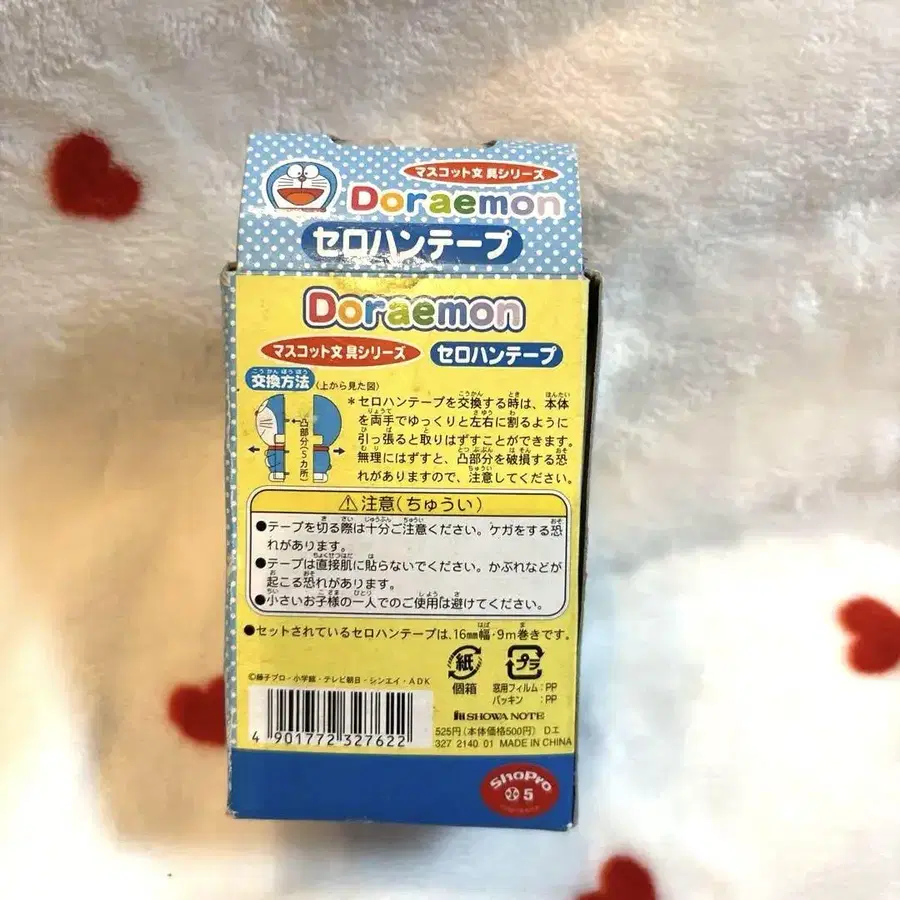 マスコット文具シリーズ
Doraemon
セロハンテープ
Doraemon
マスコット文具シリーズ セロハンテープ
こうかんほうほう
交換方法 (上から見た図)
*セロハンテープを交換する時は、本体
を両手でゆっくりと左右に割るように
引っ張ると取りはずすことができます。
無理にはずすと、凸部分を破損する恐
れがありますので、注意してください。
凸部分(5カ所)
⚠注意(ちゅうい)
●テープを切る際は十分ご注意ください。ケガをする恐
れがあります。
●テープは直接肌に貼らないでください。かぶれなどが
起こる恐れがあります。
●小さいお子様の一人でのご使用は避けてください。
●セットされているセロハンテープは、16mm幅・9m巻きです。
紙
個箱
プラ
窓用フィルム:PP
パッキン:PP
©藤子プロ・小学館・テレビ朝日・シンエイ・ADK
4 901772 327622
SHOWA NOTE
525円(本体価格500円) Dエ
327 2140 01 MADE IN CHINA
ShoPro
5